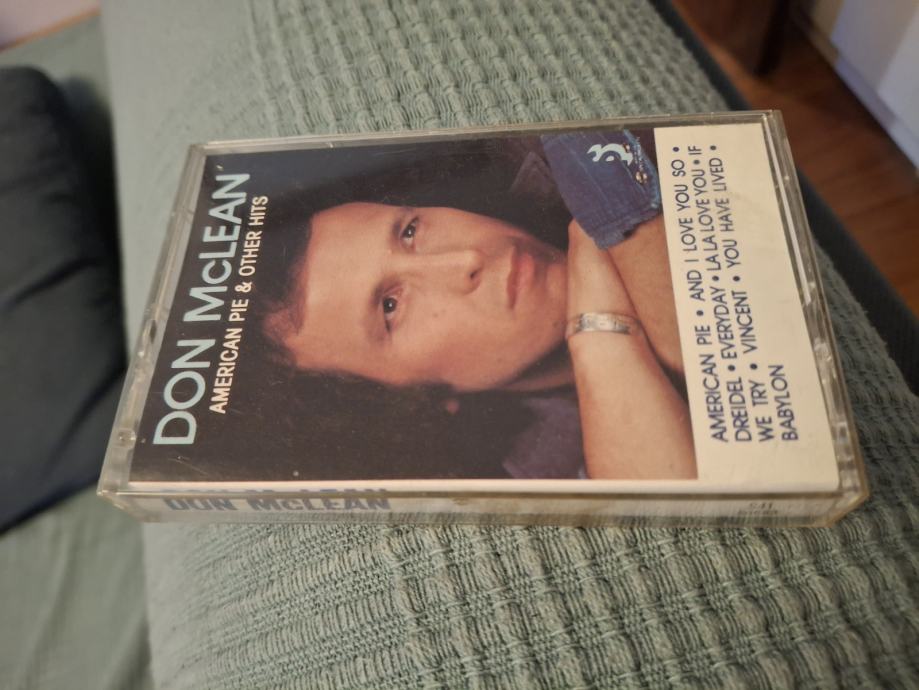 DON McLEAN
AMERICAN PIE & OTHER HITS
AMERICAN PIE • AND I LOVE YOU SO •
DREIDEL • EVERYDAY • LA LA LOVE YOU • IF
WE TRY • VINCENT • YOU HAVE LIVED •
BABYLON
DON McLEAN